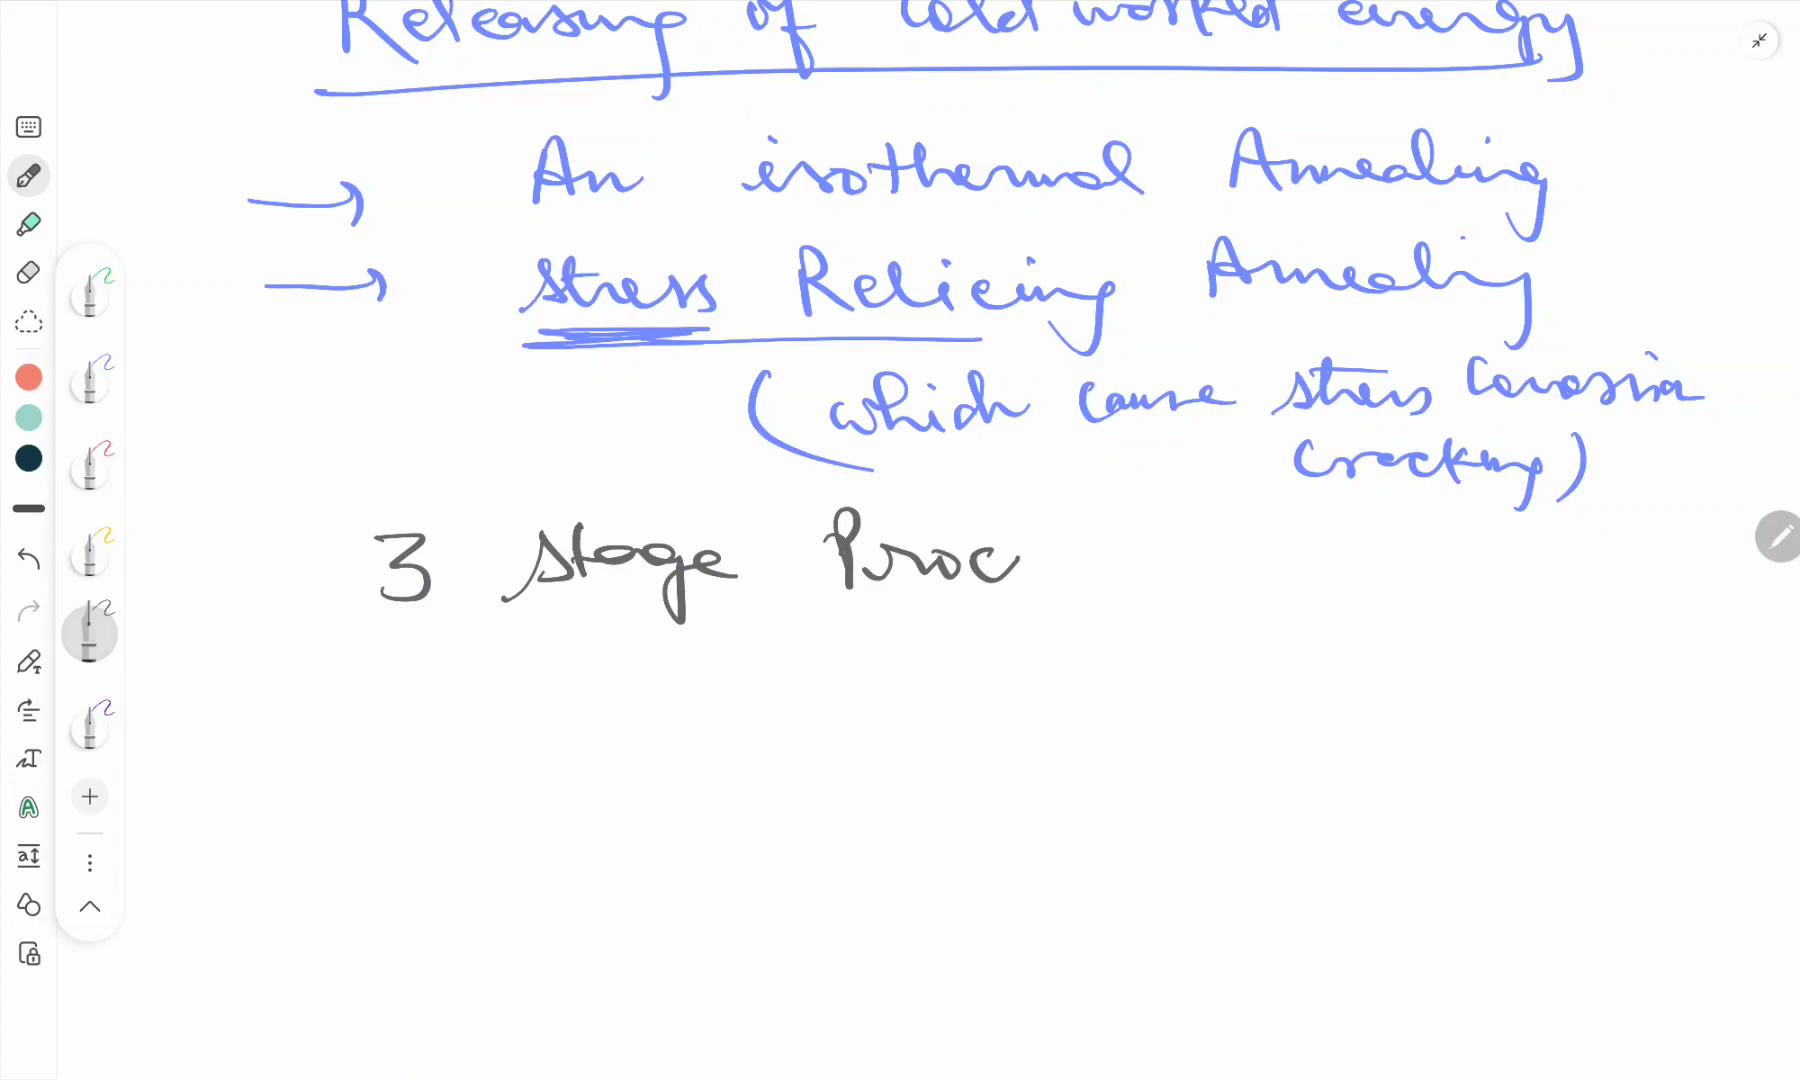 Releasing of cold worked energy
→ An isothermal Annealing
→ stress Relieing Annealing
(which cause stress Corrosion
cracking)
3 stage Proc